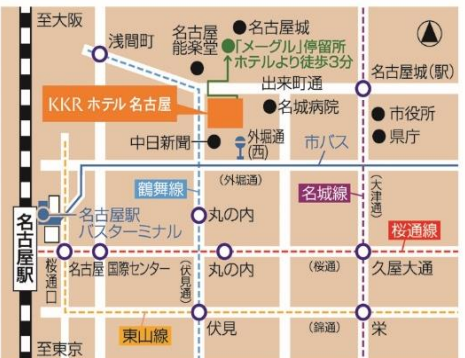 至大阪
浅間町
名古屋
能楽堂
名古屋城
「メーグル」停留所
ホテルより徒歩3分
出来町通
名古屋城(駅)
KKR ホテル 名古屋
名城病院
市役所
県庁
中日新聞
外堀通
(西)
市バス
(外堀通)
鶴舞線
名城線
(大津通)
名古屋駅
バスターミナル
丸の内
桜通線
名古屋駅
桜通口
名古屋
国際センター
(伏見通)
丸の内
(桜通)
久屋大通
東山線
伏見
(錦通)
栄
至東京